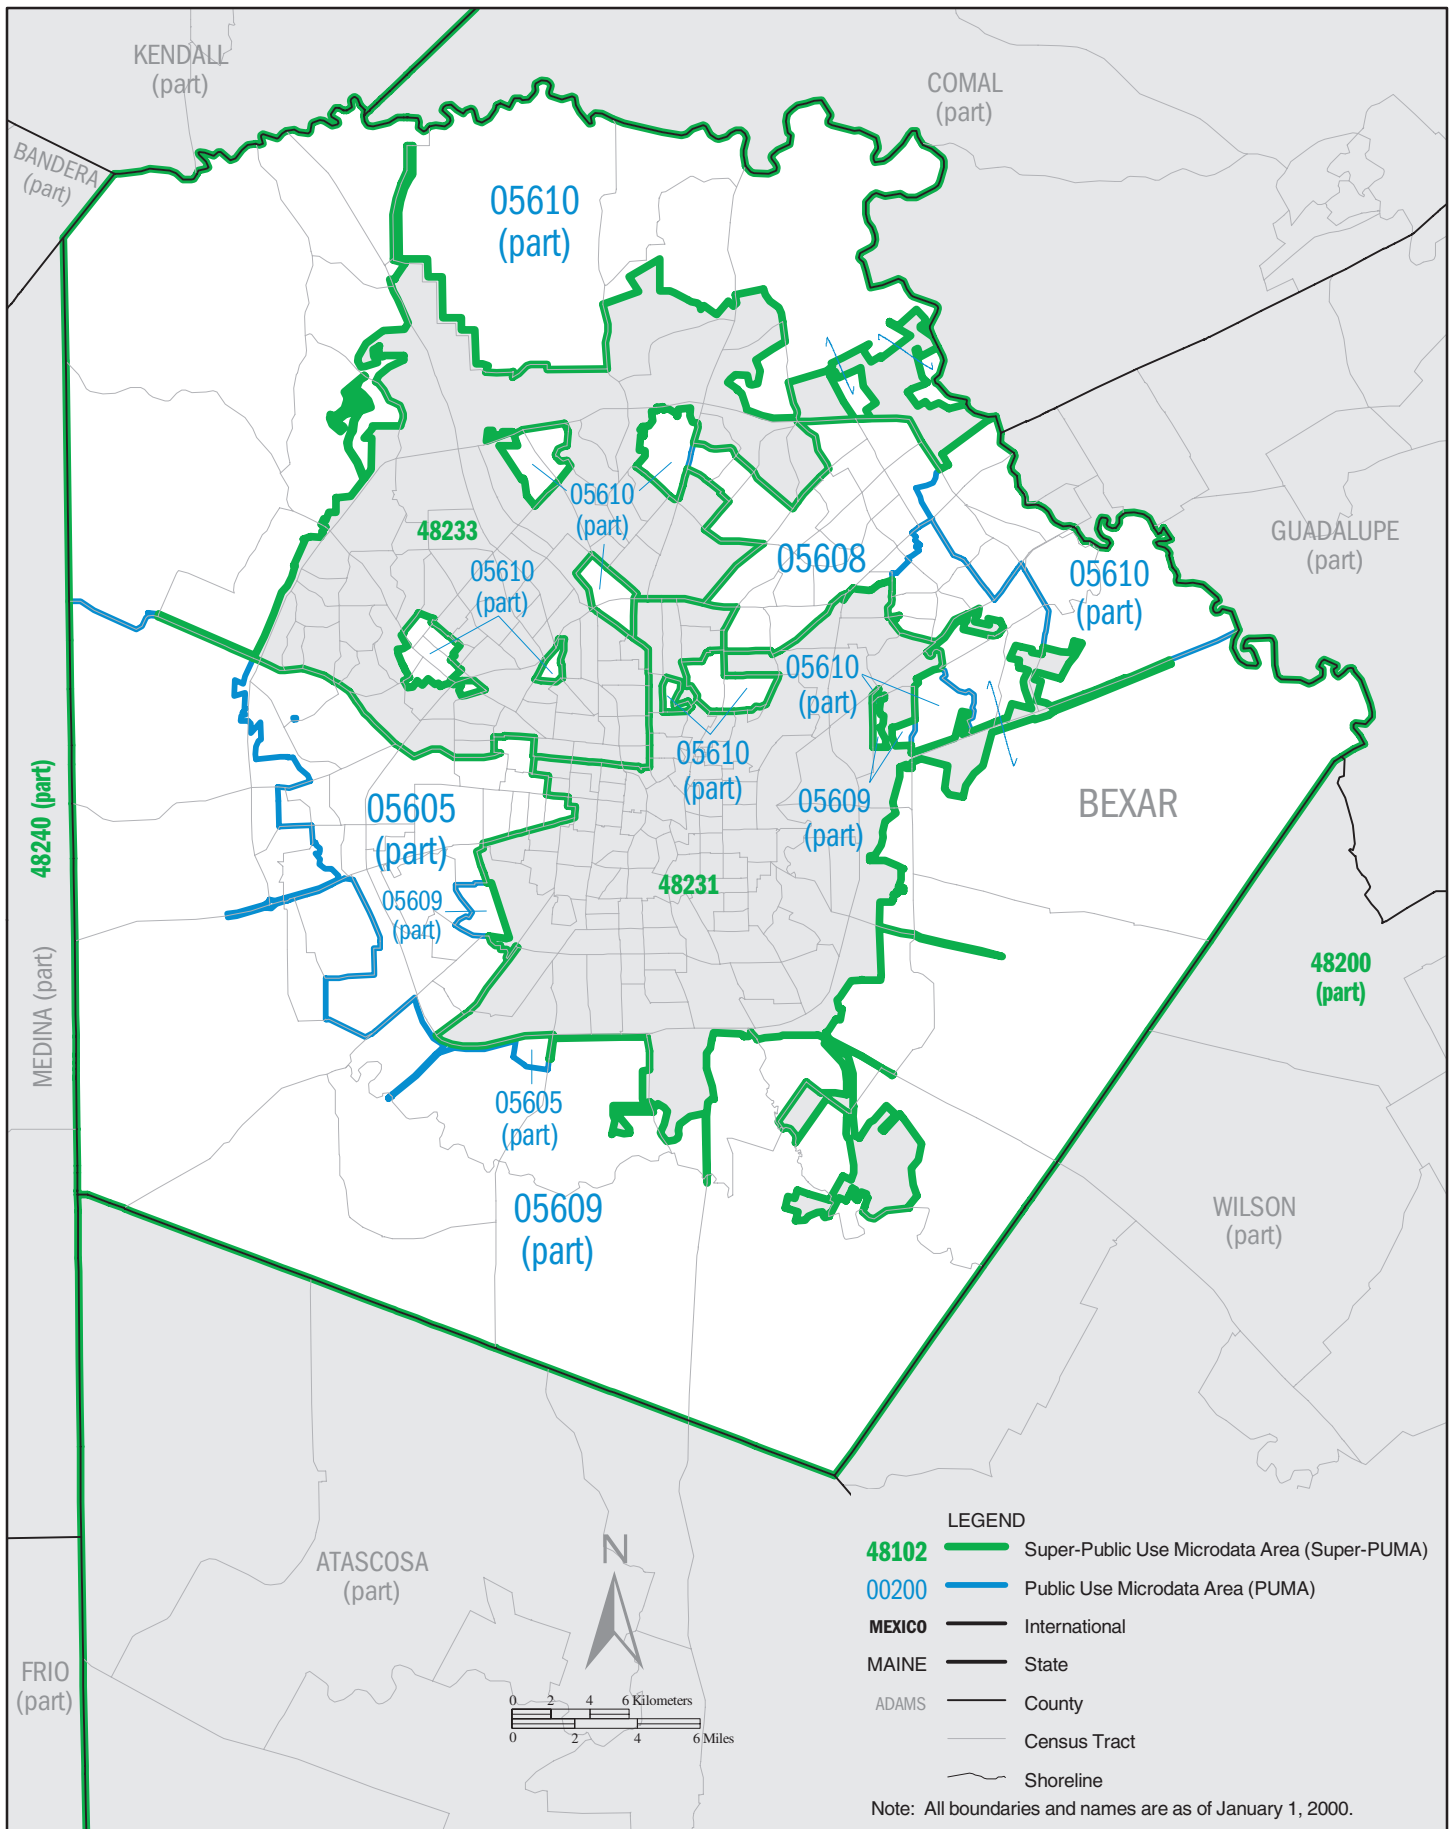 KENDALL
(part)
COMAL
(part)
BANDERA
(part)
05610
(part)
05610
(part)
48233
05608
GUADALUPE
(part)
05610
(part)
05610
(part)
05610
(part)
05610
(part)
48240 (part)
05605
(part)
05609
(part)
BEXAR
05609
(part)
48231
MEDINA (part)
48200
(part)
05605
(part)
05609
(part)
WILSON
(part)
ATASCOSA
(part)
N
FRIO
(part)
0 2 4 6 Kilometers
0 2 4 6 Miles
LEGEND
48102 Super-Public Use Microdata Area (Super-PUMA)
00200 Public Use Microdata Area (PUMA)
MEXICO International
MAINE State
ADAMS County
Census Tract
Shoreline
Note: All boundaries and names are as of January 1, 2000.